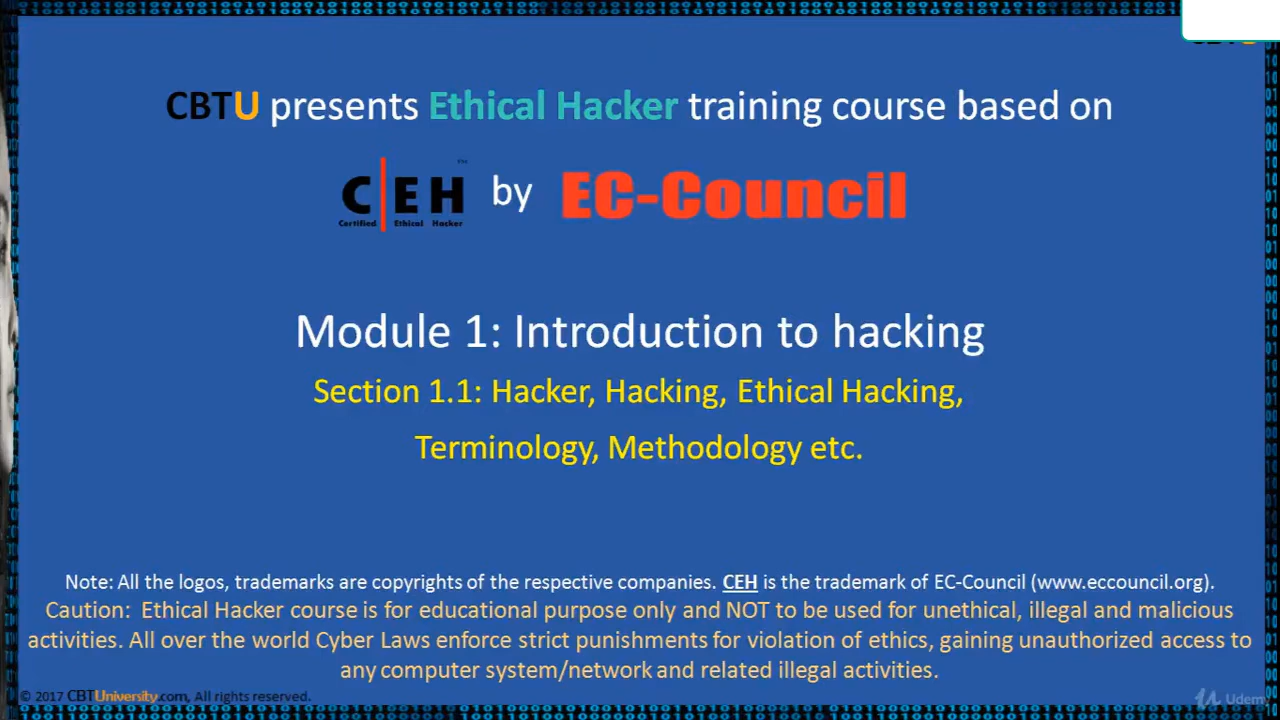 CBTU presents Ethical Hacker training course based on
C|EH™ by EC-Council
Certified Ethical Hacker
Module 1: Introduction to hacking
Section 1.1: Hacker, Hacking, Ethical Hacking,
Terminology, Methodology etc.
Note: All the logos, trademarks are copyrights of the respective companies. CEH is the trademark of EC-Council (www.eccouncil.org).
Caution: Ethical Hacker course is for educational purpose only and NOT to be used for unethical, illegal and malicious
activities. All over the world Cyber Laws enforce strict punishments for violation of ethics, gaining unauthorized access to
any computer system/network and related illegal activities.
© 2017 CBTUniversity.com, All rights reserved.
Udemy